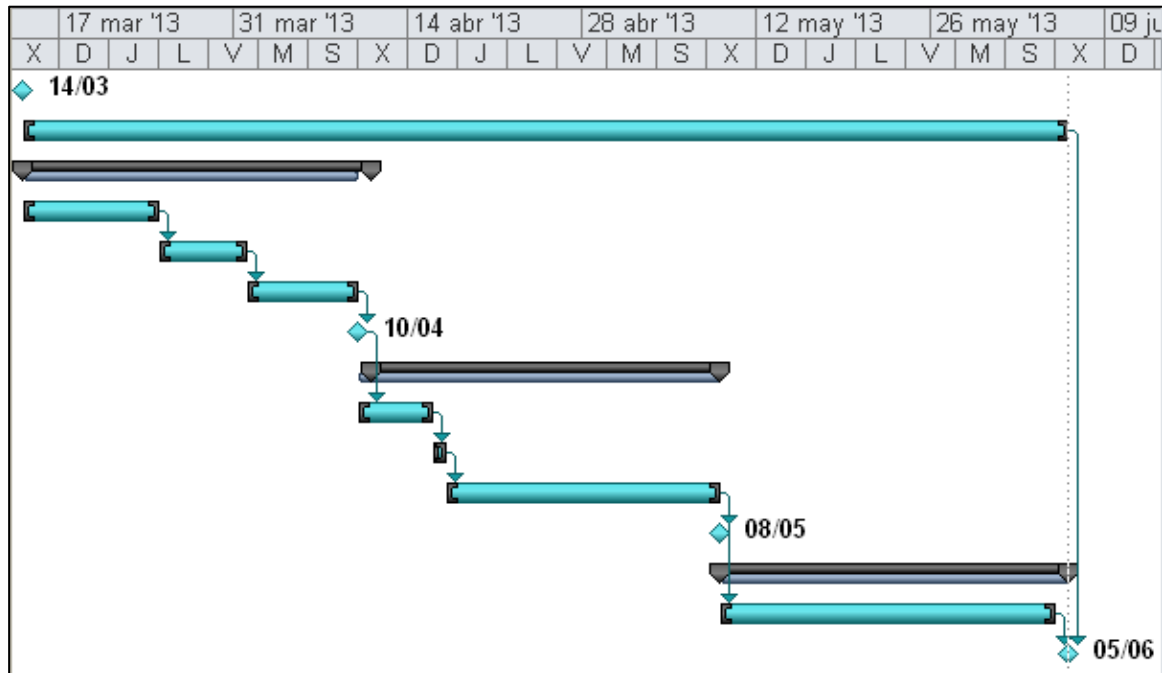 17 mar '13 31 mar '13 14 abr '13 28 abr '13 12 may '13 26 may '13 09 ju
X D J L V M S X D J L V M S X D J L V M S X D
14/03
10/04
08/05
05/06